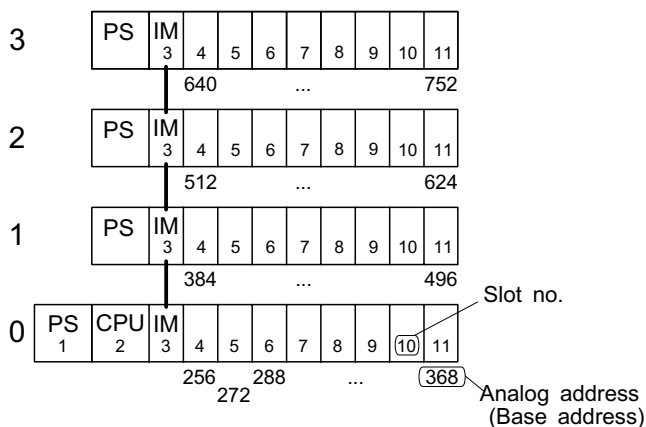 3
PS IM
3 4 5 6 7 8 9 10 11
640 ... 752
2
PS IM
3 4 5 6 7 8 9 10 11
512 ... 624
1
PS IM
3 4 5 6 7 8 9 10 11
384 ... 496
Slot no.
0
PS CPU IM
1 2 3 4 5 6 7 8 9 10 11
256 272 288 ... 368
Analog address
(Base address)